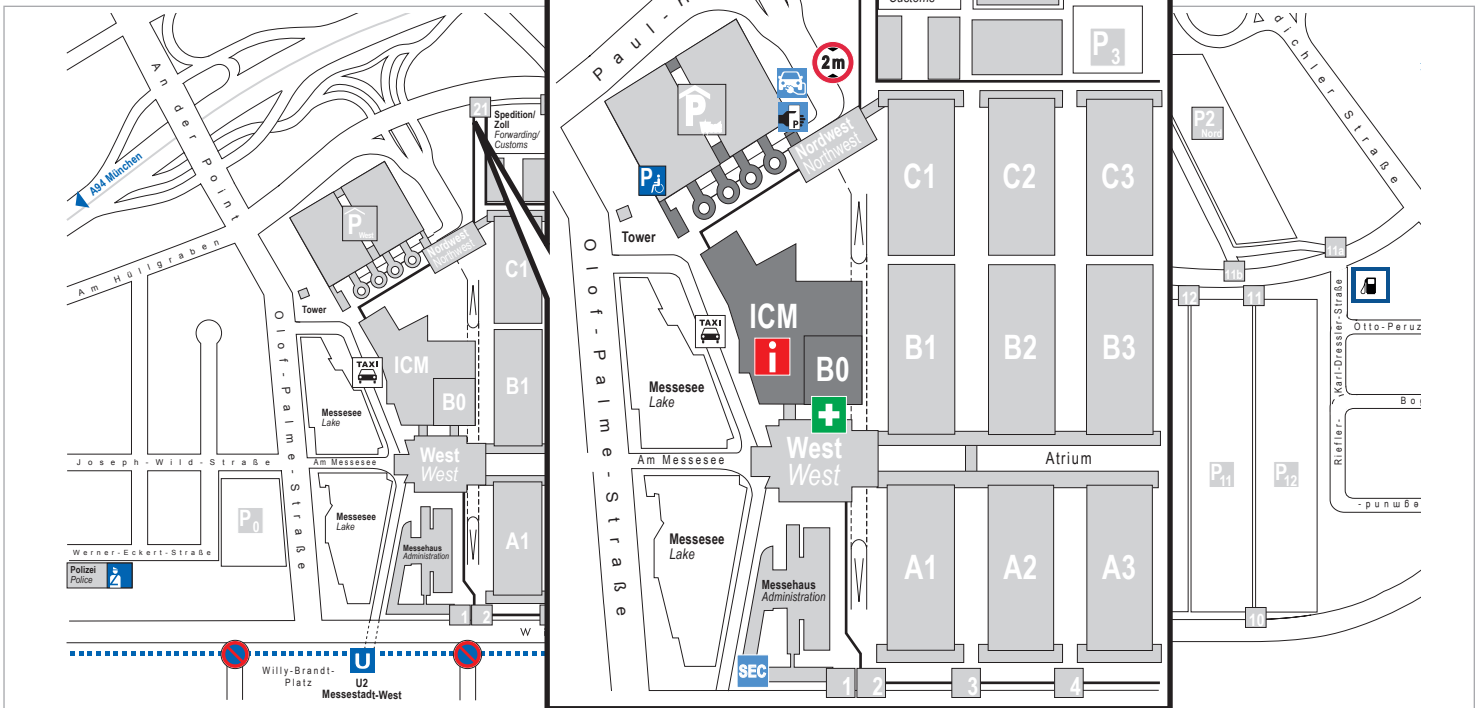 An der Point
A94 München
21
Spedition/
Zoll
Forwarding/
Customs
P
West
Nordwest
Northwest
Am Hüllgraben
Tower
C1
Olof-Palme-Straße
TAXI
ICM
B0
B1
Messesee
Lake
Joseph-Wild-Straße
Am Messesee
West
West
P0
Messesee
Lake
Messehaus
Administration
A1
Werner-Eckert-Straße
Polizei
Police
1
2
W
Willy-Brandt-
Platz
U
U2
Messestadt-West
Customs
2m
P
P
P
Nordwest
Northwest
P3
Tower
Olof-Palme-Straße
C1
C2
C3
TAXI
ICM
i
B0
B1
B2
B3
Messesee
Lake
Am Messesee
West
West
Atrium
Messesee
Lake
Messehaus
Administration
A1
A2
A3
SEC
1
2
3
4
P2
Nord
11a
11b
12
11
Otto-Peruz
Riefler-
Karl-Dressler-Straße
P11
P12
10